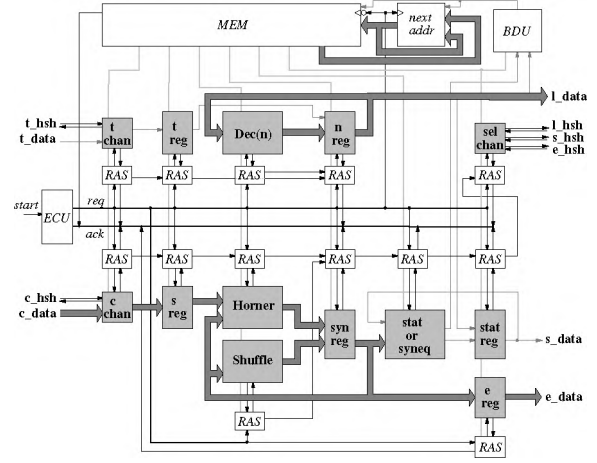 MEM
next
addr
BDU
l_data
t_hsh
t_data
t
chan
t
reg
Dec(n)
n
reg
sel
chan
l_hsh
s_hsh
e_hsh
RAS
RAS
RAS
RAS
RAS
start
ECU
req
ack
RAS
RAS
RAS
RAS
RAS
RAS
c_hsh
c_data
c
chan
s
reg
Horner
Shuffle
syn
reg
stat
or
syneq
stat
reg
s_data
e
reg
e_data
RAS
RAS